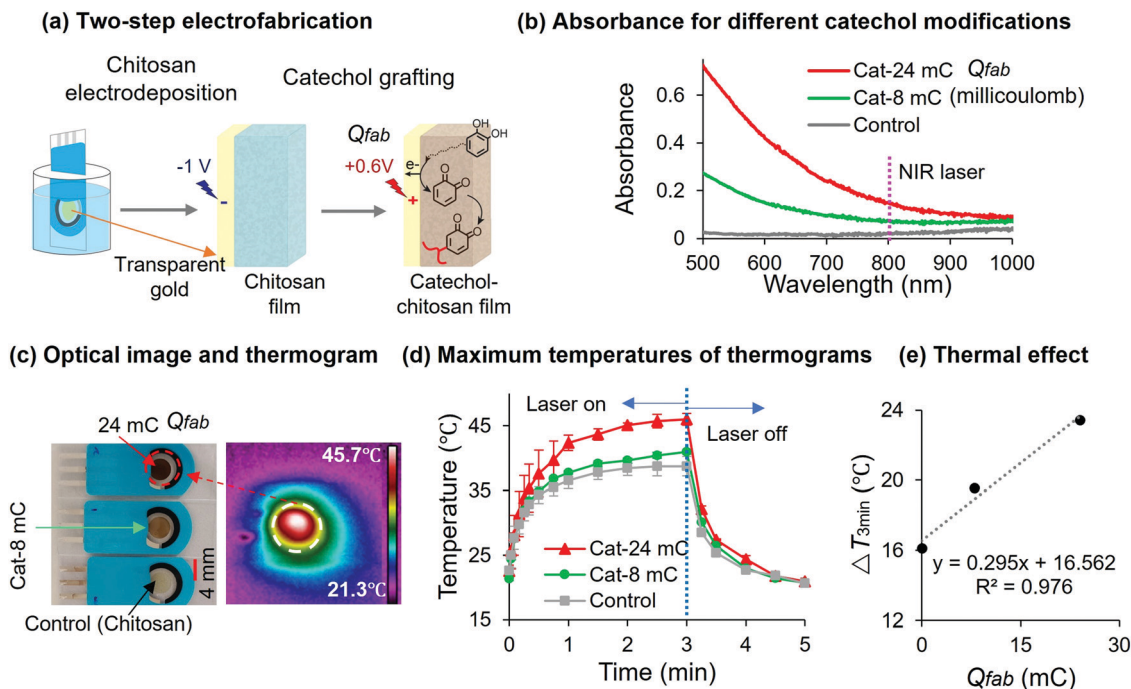 (a) Two-step electrofabrication
Chitosan
electrodeposition
Catechol grafting
Qfab
-1 V
+0.6V
e-
OH
OH
O
O
O
O
-
+
Transparent
gold
Chitosan
film
Catechol-
chitosan film
(b) Absorbance for different catechol modifications
Cat-24 mC Qfab
Cat-8 mC (millicoulomb)
Control
NIR laser
Absorbance
0.6
0.4
0.2
0
500 600 700 800 900 1000
Wavelength (nm)
(c) Optical image and thermogram
24 mC Qfab
Cat-8 mC
4 mm
Control (Chitosan)
45.7℃
21.3℃
(d) Maximum temperatures of thermograms
Laser on
Laser off
Temperature (°C)
45
35
25
15
Cat-24 mC
Cat-8 mC
Control
0 1 2 3 4 5
Time (min)
(e) Thermal effect
△T3min (℃)
24
20
16
12
y = 0.295x + 16.562
R² = 0.976
0 15 30
Qfab (mC)